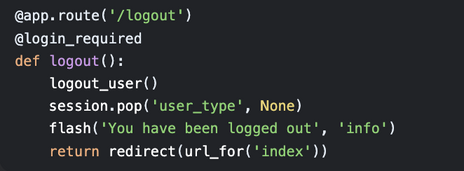 @app.route('/logout')
@login_required
def logout():
    logout_user()
    session.pop('user_type', None)
    flash('You have been logged out', 'info')
    return redirect(url_for('index'))